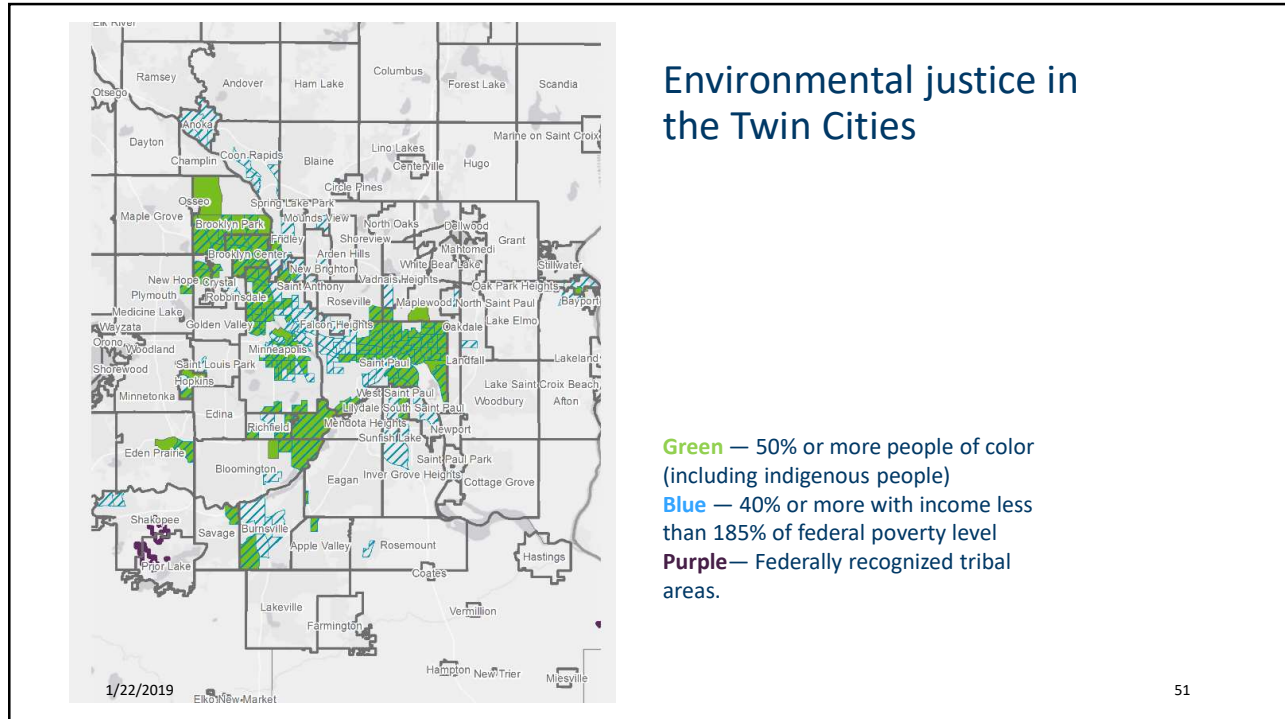 Elk River
Ramsey
Andover
Ham Lake
Columbus
Forest Lake
Scandia
Otsego
Anoka
Marine on Saint Croix
Dayton
Champlin
Coon Rapids
Blaine
Lino Lakes
Centerville
Hugo
Circle Pines
Osseo
Spring Lake Park
Maple Grove
Brooklyn Park
Mounds View
North Oaks
Dellwood
Fridley
Shoreview
Mahtomedi
Grant
Brooklyn Center
Arden Hills
White Bear Lake
Stillwater
New Brighton
New Hope
Crystal
Saint Anthony
Vadnais Heights
Oak Park Heights
Plymouth
Robbinsdale
Roseville
Maplewood
North Saint Paul
Bayport
Medicine Lake
Golden Valley
Falcon Heights
Oakdale
Lake Elmo
Wayzata
Orono
Woodland
Minneapolis
Saint Louis Park
Saint Paul
Landfall
Lakeland
Shorewood
Hopkins
Lake Saint Croix Beach
Minnetonka
West Saint Paul
Woodbury
Afton
Edina
Lilydale
South Saint Paul
Richfield
Mendota Heights
Newport
Sunfish Lake
Eden Prairie
Bloomington
Saint Paul Park
Eagan
Inver Grove Heights
Cottage Grove
Shakopee
Savage
Burnsville
Apple Valley
Rosemount
Hastings
Prior Lake
Coates
Lakeville
Vermillion
Farmington
Hampton
New Trier
Miesville
Elko New Market
Environmental justice in
the Twin Cities
Green — 50% or more people of color
(including indigenous people)
Blue — 40% or more with income less
than 185% of federal poverty level
Purple— Federally recognized tribal
areas.
1/22/2019
51